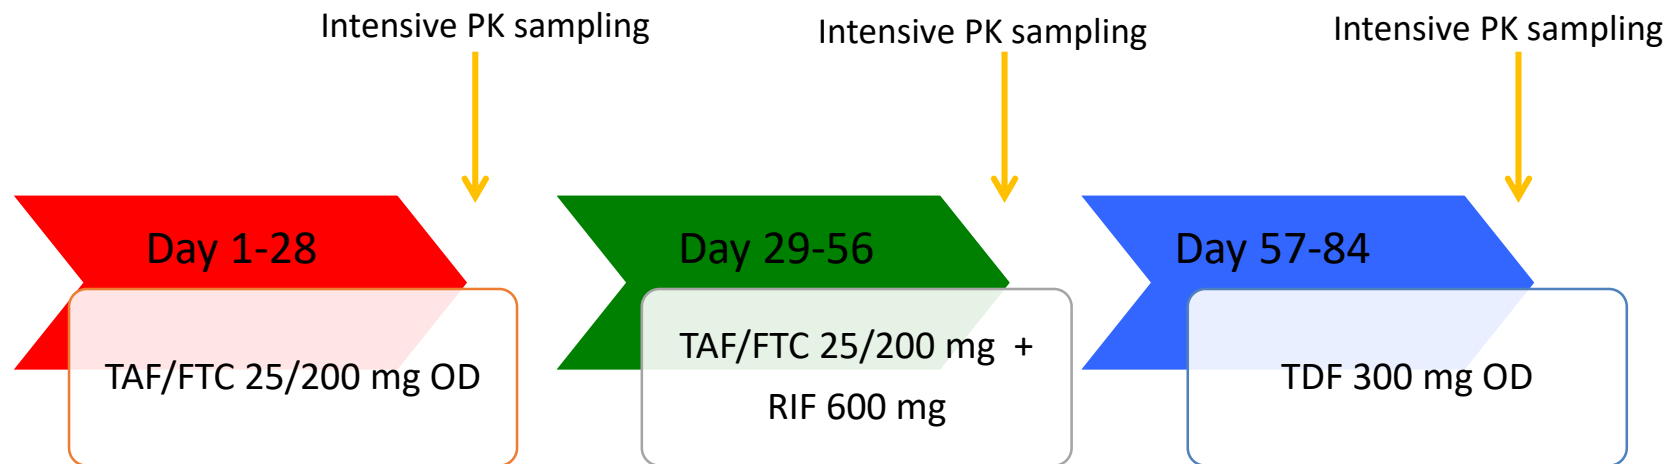 Intensive PK sampling
Intensive PK sampling
Intensive PK sampling
Day 1-28
Day 29-56
Day 57-84
TAF/FTC 25/200 mg OD
TAF/FTC 25/200 mg +
RIF 600 mg
TDF 300 mg OD